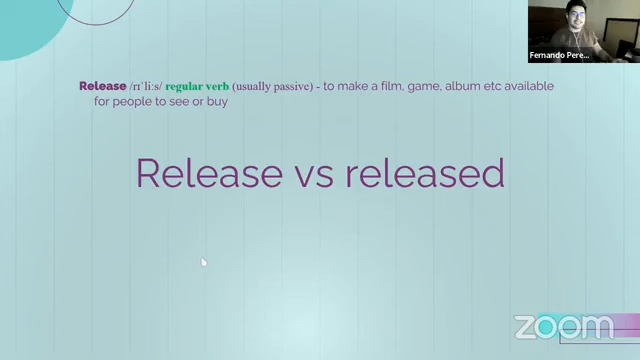 Fernando Pere...
Release /rɪˈliːs/ regular verb (usually passive) - to make a film, game, album etc available
for people to see or buy
Release vs released
zoom